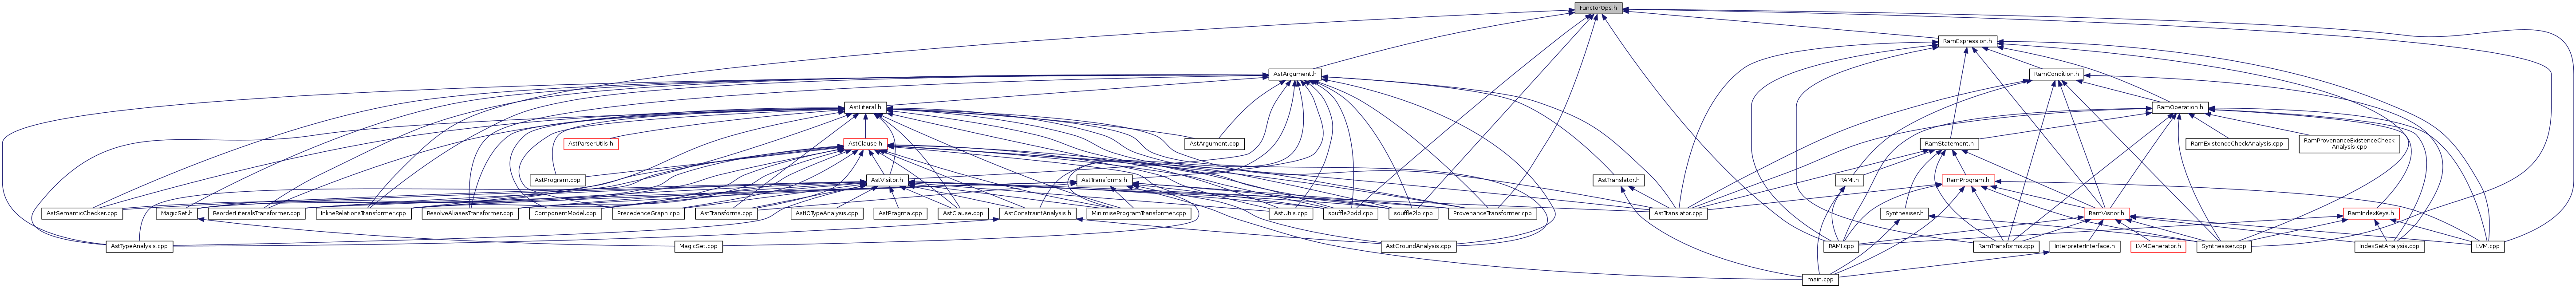 FunctorOps.h
RamExpression.h
AstArgument.h
RamCondition.h
AstLiteral.h
RamOperation.h
AstParserUtils.h
AstClause.h
AstArgument.cpp
RamStatement.h
RamExistenceCheckAnalysis.cpp
RamProvenanceExistenceCheck
Analysis.cpp
AstProgram.cpp
AstVisitor.h
AstTransforms.h
AstTranslator.h
RAMI.h
RamProgram.h
AstSemanticChecker.cpp
MagicSet.h
ReorderLiteralsTransformer.cpp
InlineRelationsTransformer.cpp
ResolveAliasesTransformer.cpp
ComponentModel.cpp
PrecedenceGraph.cpp
AstTransforms.cpp
AstIOTypeAnalysis.cpp
AstPragma.cpp
AstClause.cpp
AstConstraintAnalysis.h
MinimiseProgramTransformer.cpp
AstUtils.cpp
souffle2bdd.cpp
souffle2lb.cpp
ProvenanceTransformer.cpp
AstTranslator.cpp
Synthesiser.h
RamVisitor.h
RamIndexKeys.h
AstTypeAnalysis.cpp
MagicSet.cpp
AstGroundAnalysis.cpp
RAMI.cpp
RamTransforms.cpp
InterpreterInterface.h
LVMGenerator.h
Synthesiser.cpp
IndexSetAnalysis.cpp
LVM.cpp
main.cpp